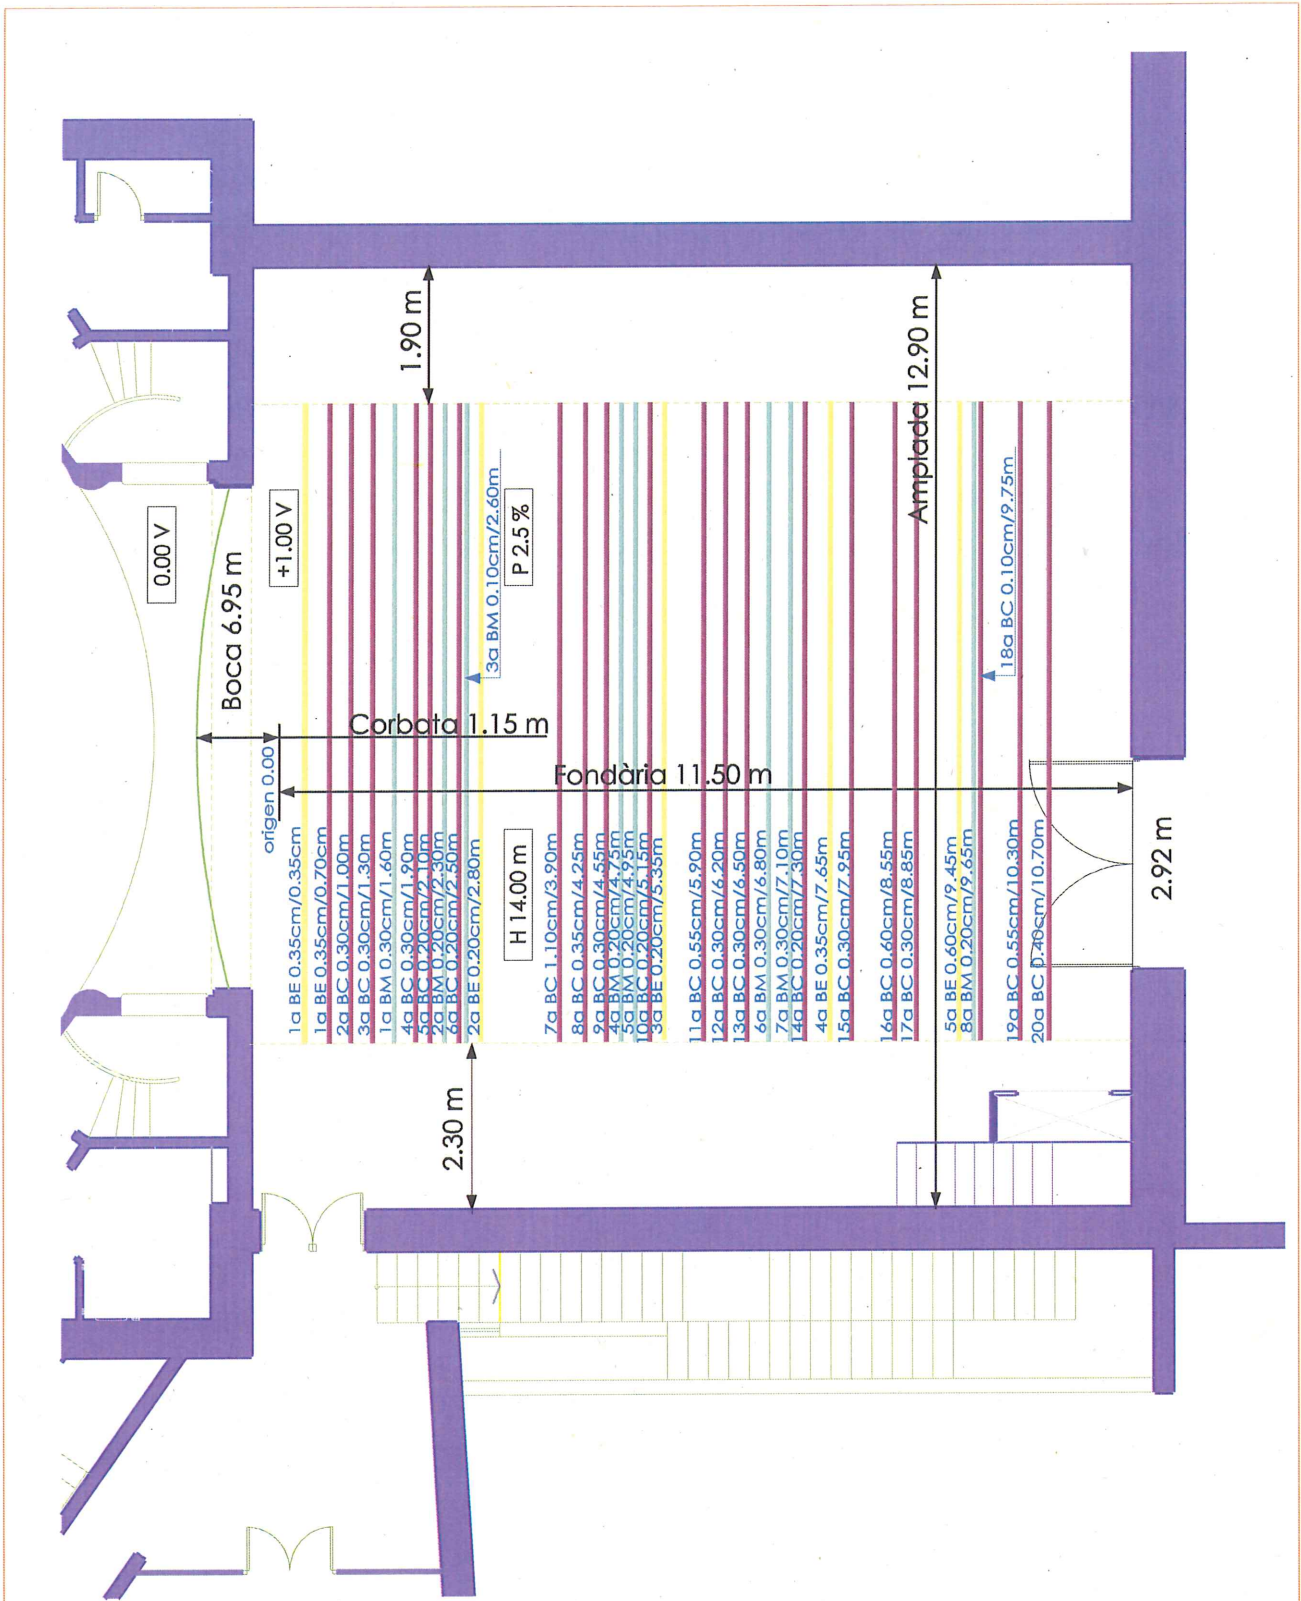 0.00 V
Boca 6.95 m
+1.00 V
1.90 m
Amplada 12.90 m
3a BM 0.10cm/2.60m
P 2.5 %
18a BC 0.10cm/9.75m
Corbata 1.15 m
origen 0.00
Fondària 11.50 m
1a BE 0.35cm/0.35cm
1a BC 0.35cm/0.70cm
2a BC 0.30cm/1.00m
3a BC 0.30cm/1.30m
1a BM 0.30cm/1.60m
4a BC 0.30cm/1.90m
5a BC 0.20cm/2.10m
2a BM 0.20cm/2.30m
6a BC 0.20cm/2.50m
2a BE 0.20cm/2.80m
H 14.00 m
7a BC 1.10cm/3.90m
8a BC 0.35cm/4.25m
9a BC 0.30cm/4.55m
4a BM 0.20cm/4.75m
5a BM 0.20cm/4.95m
10a BC 0.20cm/5.15m
3a BE 0.20cm/5.35m
11a BC 0.55cm/5.90m
12a BC 0.30cm/6.20m
13a BC 0.30cm/6.50m
6a BM 0.30cm/6.80m
7a BM 0.30cm/7.10m
14a BC 0.20cm/7.30m
4a BE 0.35cm/7.65m
15a BC 0.30cm/7.95m
16a BC 0.60cm/8.55m
17a BC 0.30cm/8.85m
5a BE 0.60cm/9.45m
8a BM 0.20cm/9.65m
19a BC 0.55cm/10.30m
20a BC 0.40cm/10.70m
2.92 m
2.30 m